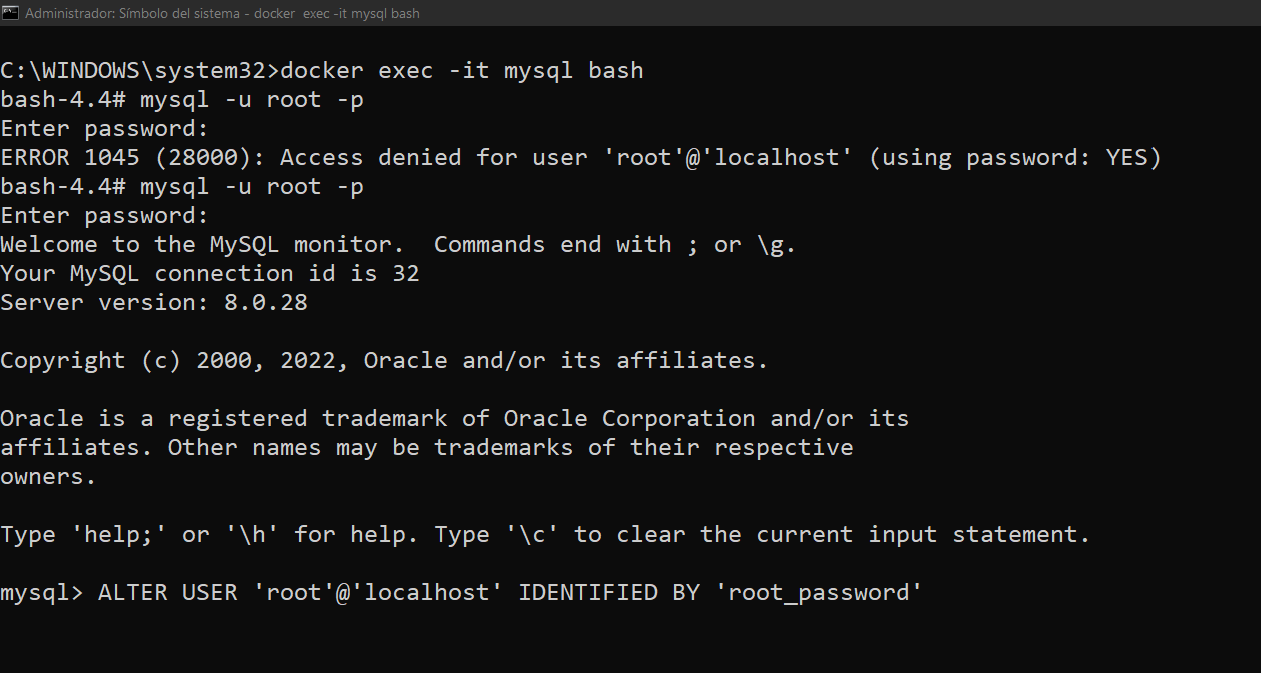 Administrador: Símbolo del sistema - docker  exec -it mysql bash
C:\WINDOWS\system32>docker exec -it mysql bash
bash-4.4# mysql -u root -p
Enter password:
ERROR 1045 (28000): Access denied for user 'root'@'localhost' (using password: YES)
bash-4.4# mysql -u root -p
Enter password:
Welcome to the MySQL monitor.  Commands end with ; or \g.
Your MySQL connection id is 32
Server version: 8.0.28
Copyright (c) 2000, 2022, Oracle and/or its affiliates.
Oracle is a registered trademark of Oracle Corporation and/or its
affiliates. Other names may be trademarks of their respective
owners.
Type 'help;' or '\h' for help. Type '\c' to clear the current input statement.
mysql> ALTER USER 'root'@'localhost' IDENTIFIED BY 'root_password'